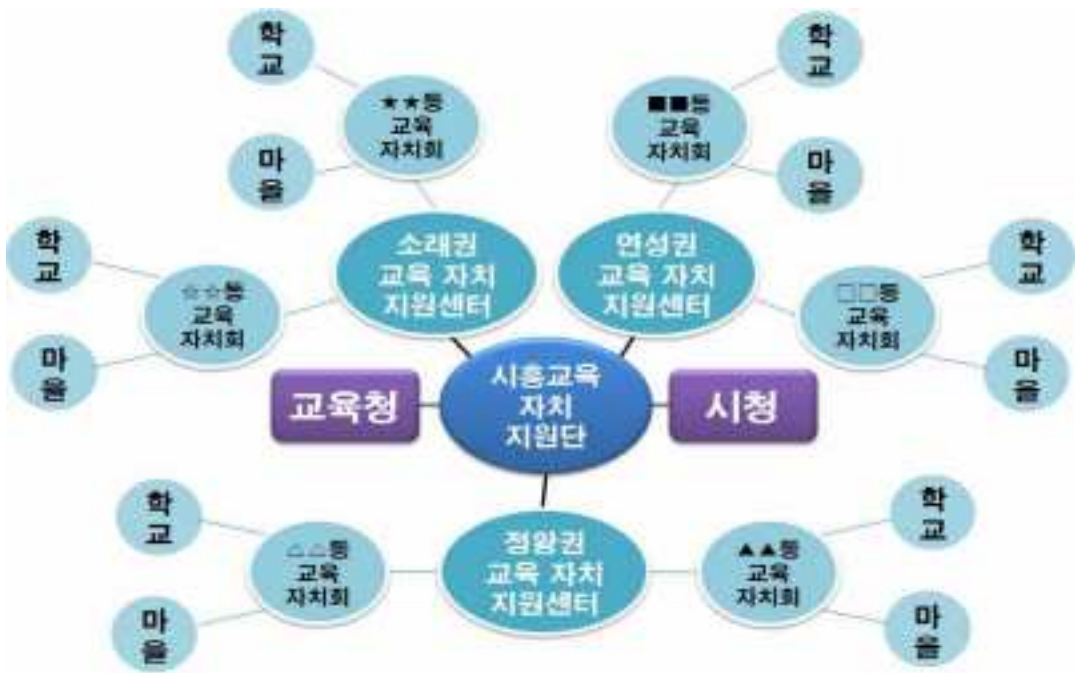 학
교
학
교
★★동
교육
자치회
■■동
교육
자치회
마
을
마
을
소래권
교육 자치
지원센터
연성권
교육 자치
지원센터
학
교
학
교
☆☆동
교육
자치회
□□동
교육
자치회
마
을
마
을
교육청
시흥교육
자치
지원단
시청
학
교
학
교
△△동
교육
자치회
정왕권
교육 자치
지원센터
▲▲동
교육
자치회
마
을
마
을